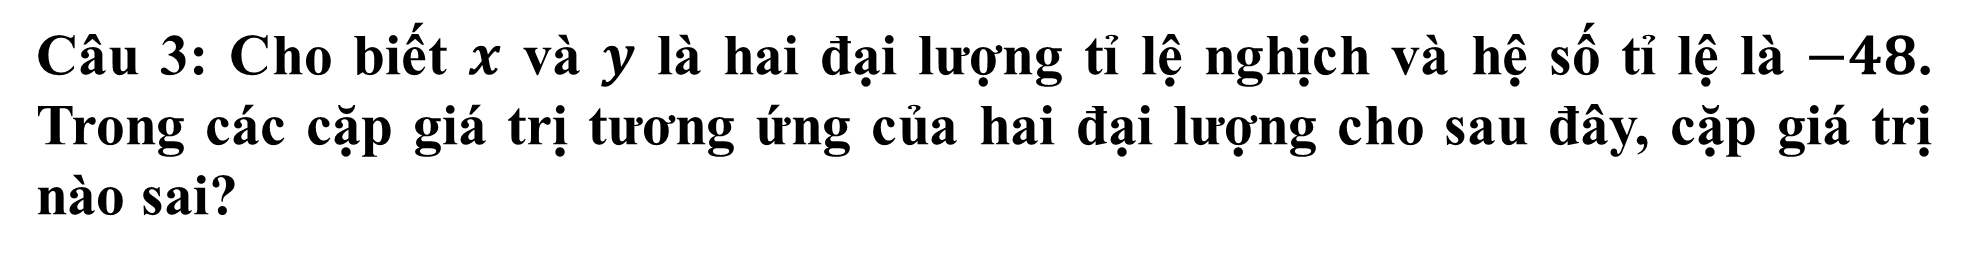 Câu 3: Cho biết x và y là hai đại lượng tỉ lệ nghịch và hệ số tỉ lệ là −48.
Trong các cặp giá trị tương ứng của hai đại lượng cho sau đây, cặp giá trị
nào sai?